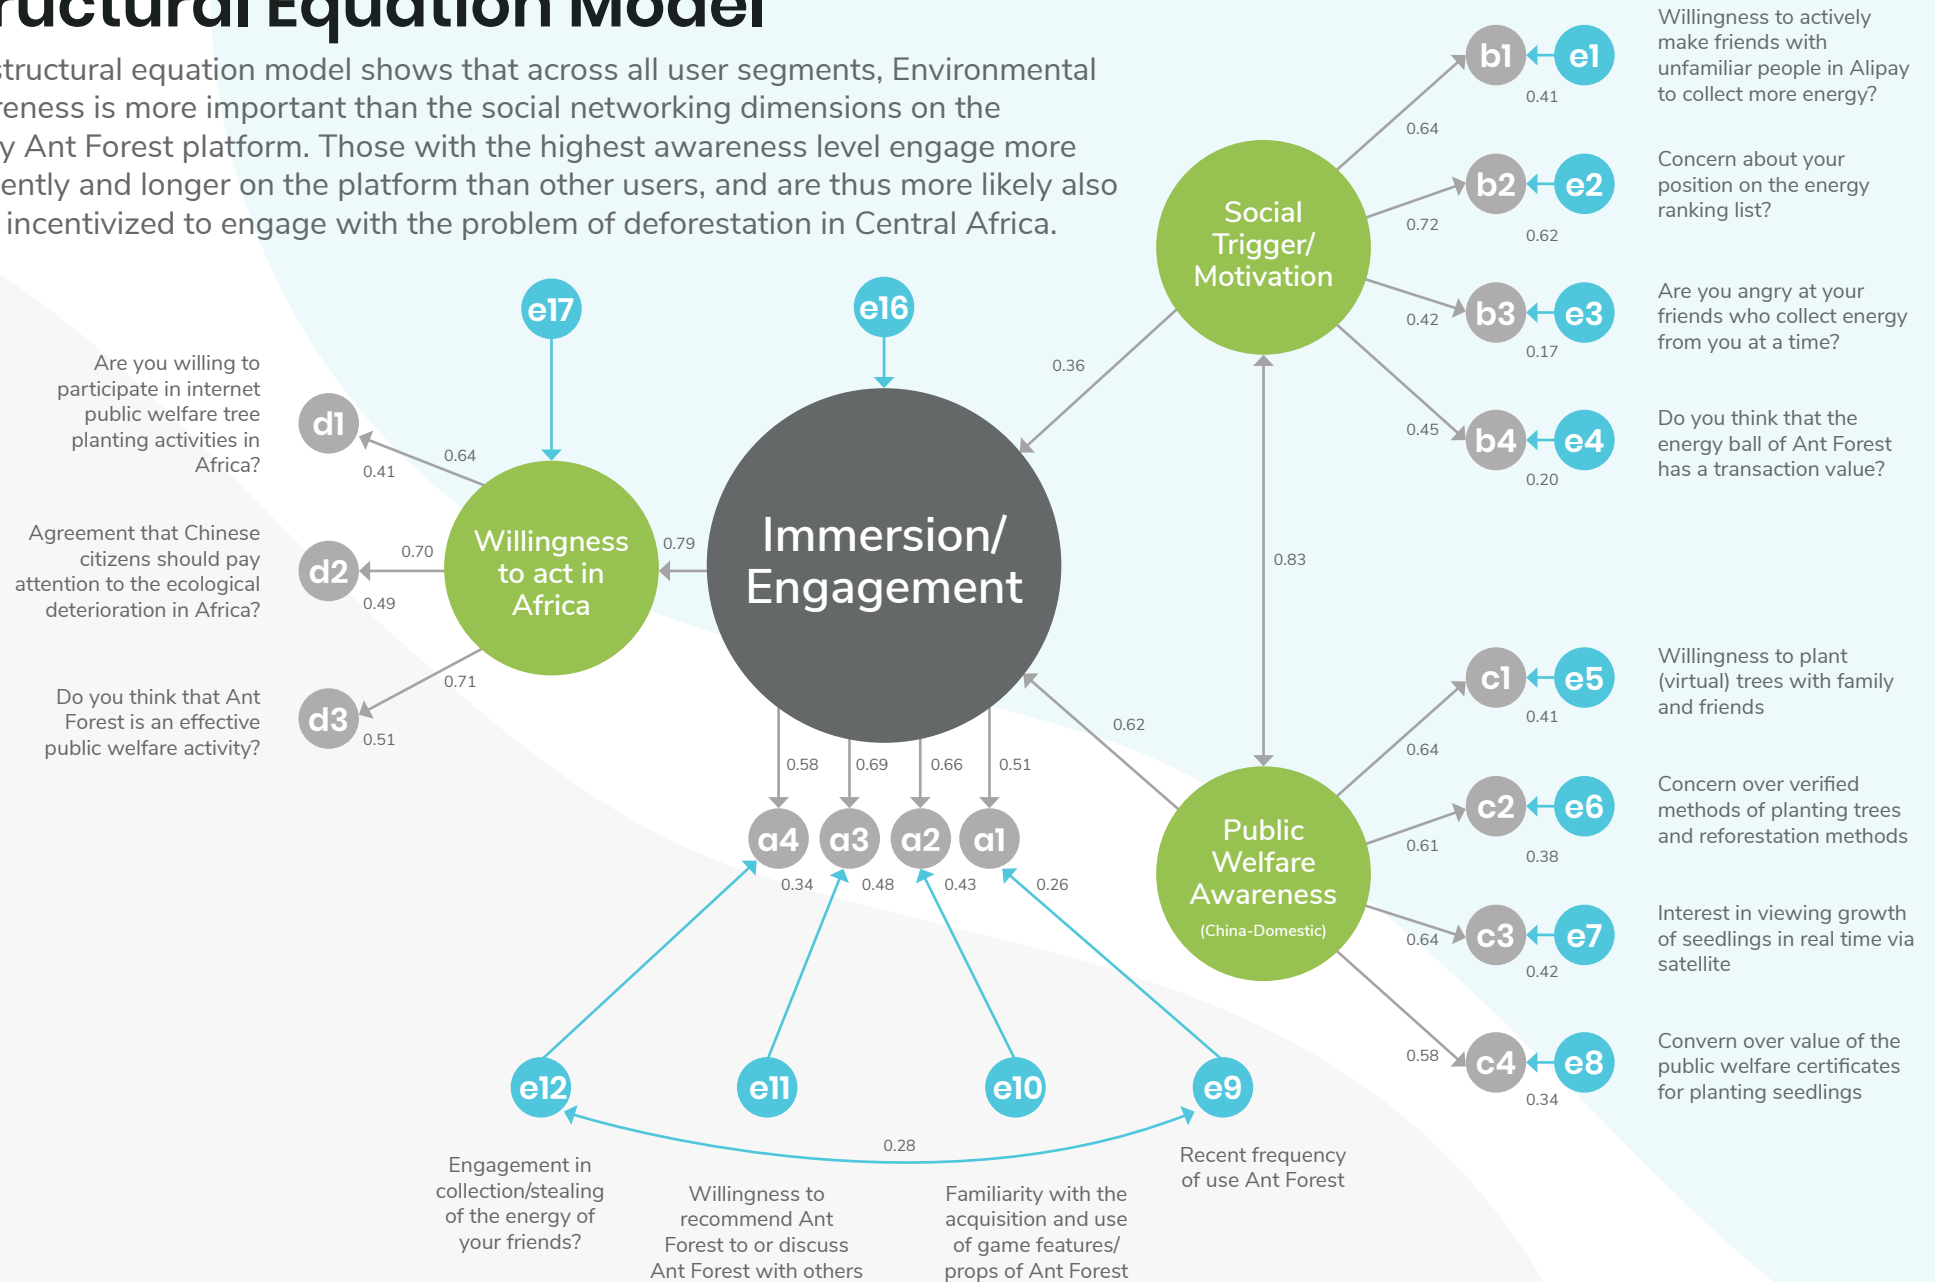 ructural Equation Model
structural equation model shows that across all user segments, Environmental
reness is more important than the social networking dimensions on the
y Ant Forest platform. Those with the highest awareness level engage more
ently and longer on the platform than other users, and are thus more likely also
incentivized to engage with the problem of deforestation in Central Africa.
e17
e16
Are you willing to
participate in internet
public welfare tree
planting activities in
Africa?
d1
0.64
0.41
Agreement that Chinese
citizens should pay
attention to the ecological
deterioration in Africa?
d2
0.70
0.49
Do you think that Ant
Forest is an effective
public welfare activity?
d3
0.71
0.51
Willingness
to act in
Africa
0.79
Immersion/
Engagement
0.36
0.62
0.58
0.69
0.66
0.51
a4
a3
a2
a1
0.34
0.48
0.43
0.26
e12
e11
e10
e9
0.28
Engagement in
collection/stealing
of the energy of
your friends?
Willingness to
recommend Ant
Forest to or discuss
Ant Forest with others
Familiarity with the
acquisition and use
of game features/
props of Ant Forest
Recent frequency
of use Ant Forest
Social
Trigger/
Motivation
0.83
Public
Welfare
Awareness
(China-Domestic)
0.64
b1
e1
0.41
Willingness to actively
make friends with
unfamiliar people in Alipay
to collect more energy?
0.72
b2
e2
0.62
Concern about your
position on the energy
ranking list?
0.42
b3
e3
0.17
Are you angry at your
friends who collect energy
from you at a time?
0.45
b4
e4
0.20
Do you think that the
energy ball of Ant Forest
has a transaction value?
0.64
c1
e5
0.41
Willingness to plant
(virtual) trees with family
and friends
0.61
c2
e6
0.38
Concern over verified
methods of planting trees
and reforestation methods
0.64
c3
e7
0.42
Interest in viewing growth
of seedlings in real time via
satellite
0.58
c4
e8
0.34
Convern over value of the
public welfare certificates
for planting seedlings